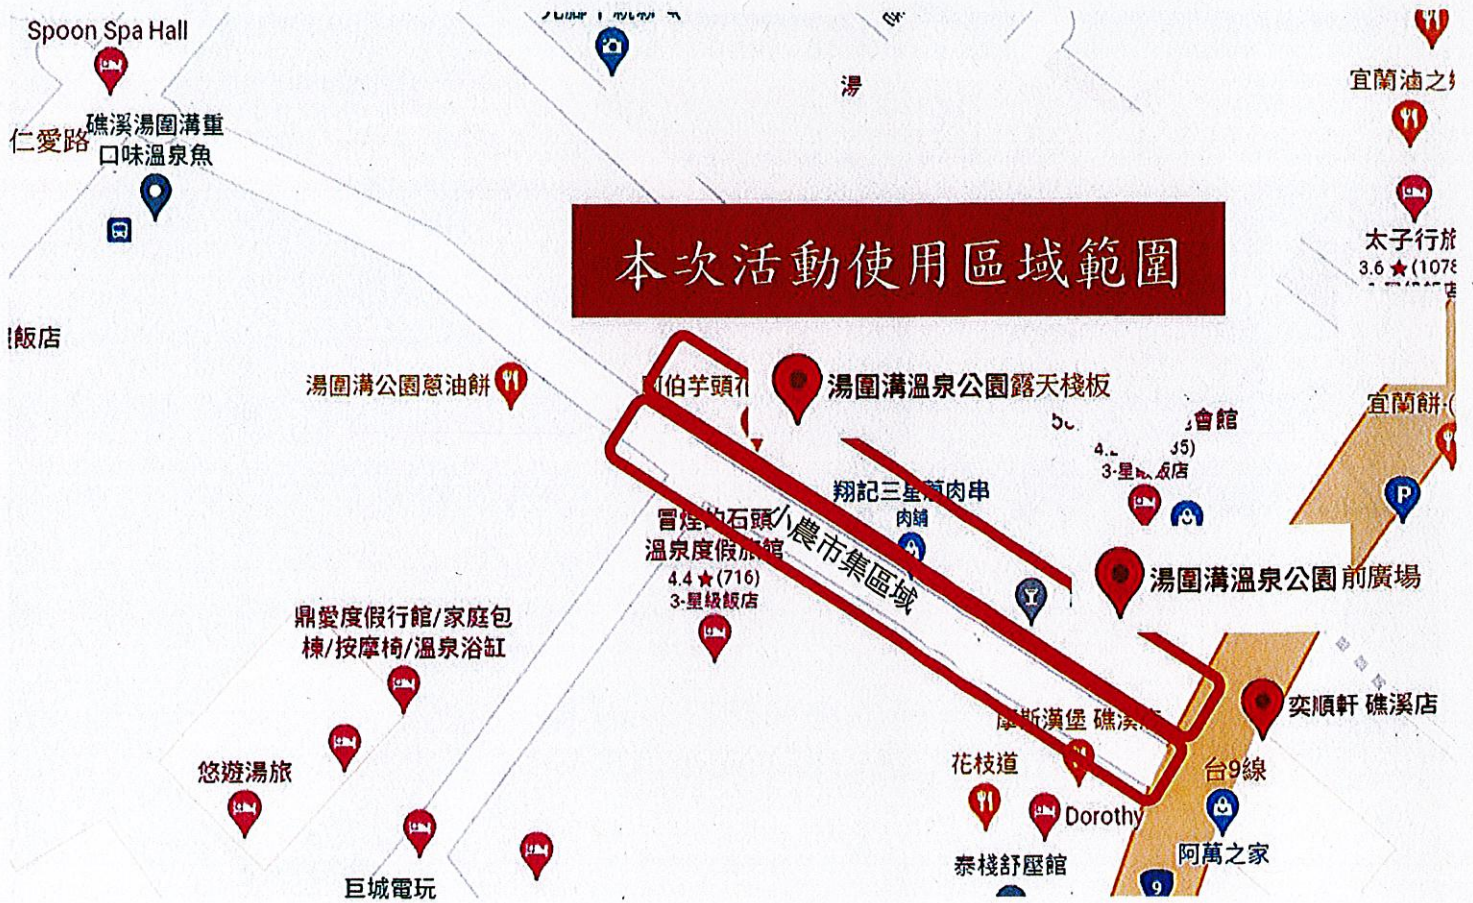 Spoon Spa Hall
仁愛路
礁溪湯圍溝重
口味溫泉魚
湯
宜蘭滷之
本次活動使用區域範圍
太子行旅
3.6 ★ (1078
飯店
湯圍溝公園蔥油餅
阿伯芋頭
湯圍溝溫泉公園露天棧板
宜蘭餅
會館
3-星級飯店
翔記三星蔥肉串
肉舖
冒煙的石頭
溫泉度假旅館
4.4 ★ (716)
3-星級飯店
小農市集區域
湯圍溝溫泉公園前廣場
鼎愛度假行館/家庭包
棟/按摩椅/溫泉浴缸
奕順軒 礁溪店
摩斯漢堡 礁溪店
悠遊湯旅
花枝道
台9線
Dorothy
阿萬之家
泰棧舒壓館
巨城電玩
P
9